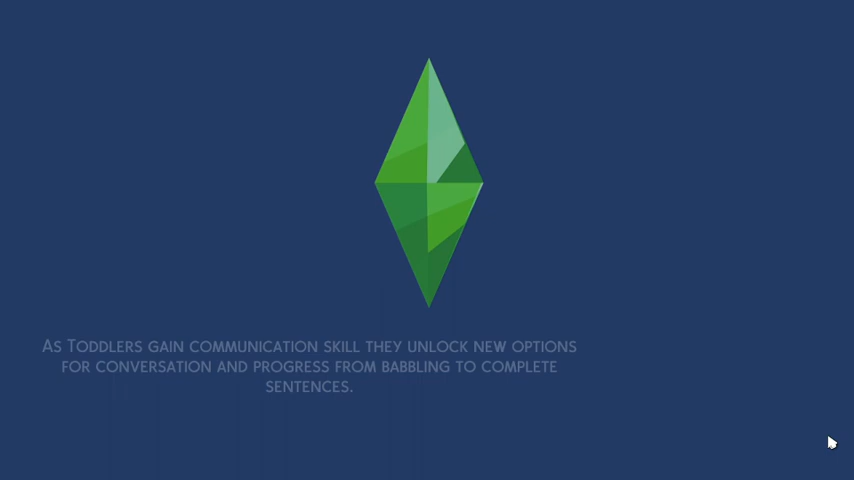 As Toddlers gain communication skill they unlock new options
for conversation and progress from babbling to complete
sentences.